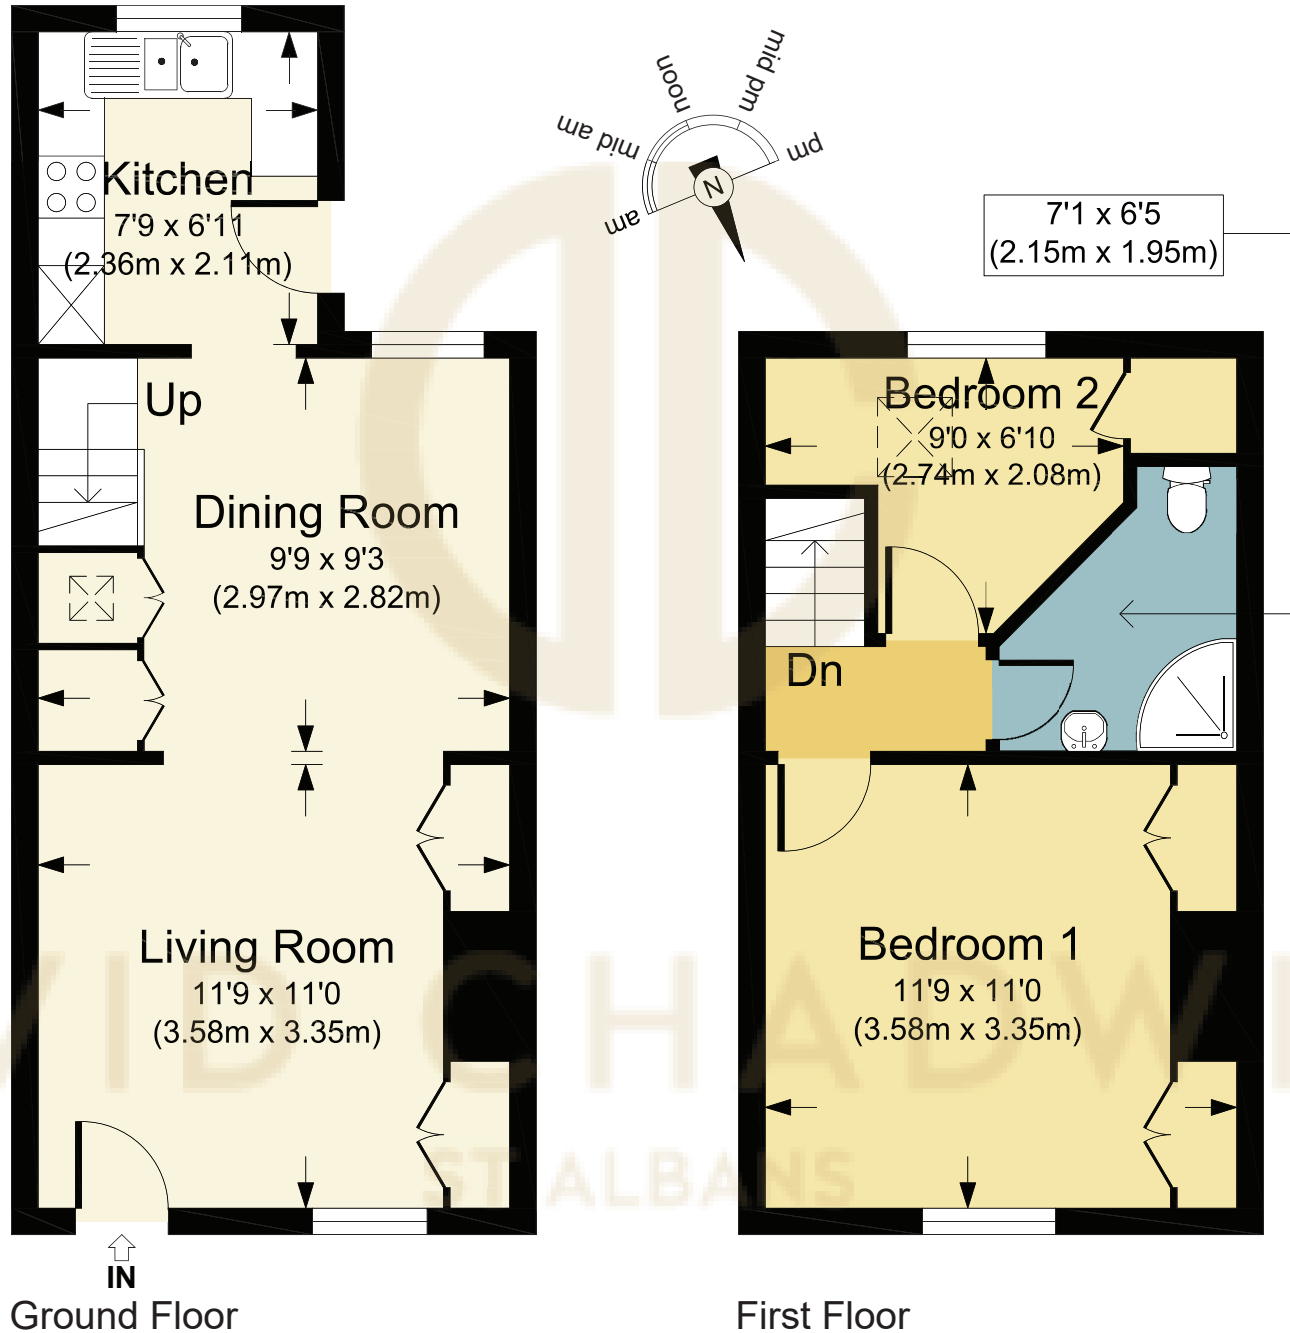 Kitchen
7'9 x 6'11
(2.36m x 2.11m)
am
mid am
noon
mid pm
pm
N
7'1 x 6'5
(2.15m x 1.95m)
Up
Dining Room
9'9 x 9'3
(2.97m x 2.82m)
Bedroom 2
9'0 x 6'10
(2.74m x 2.08m)
Dn
Living Room
11'9 x 11'0
(3.58m x 3.35m)
Bedroom 1
11'9 x 11'0
(3.58m x 3.35m)
VID CHADWI
ST ALBANS
IN
Ground Floor
First Floor